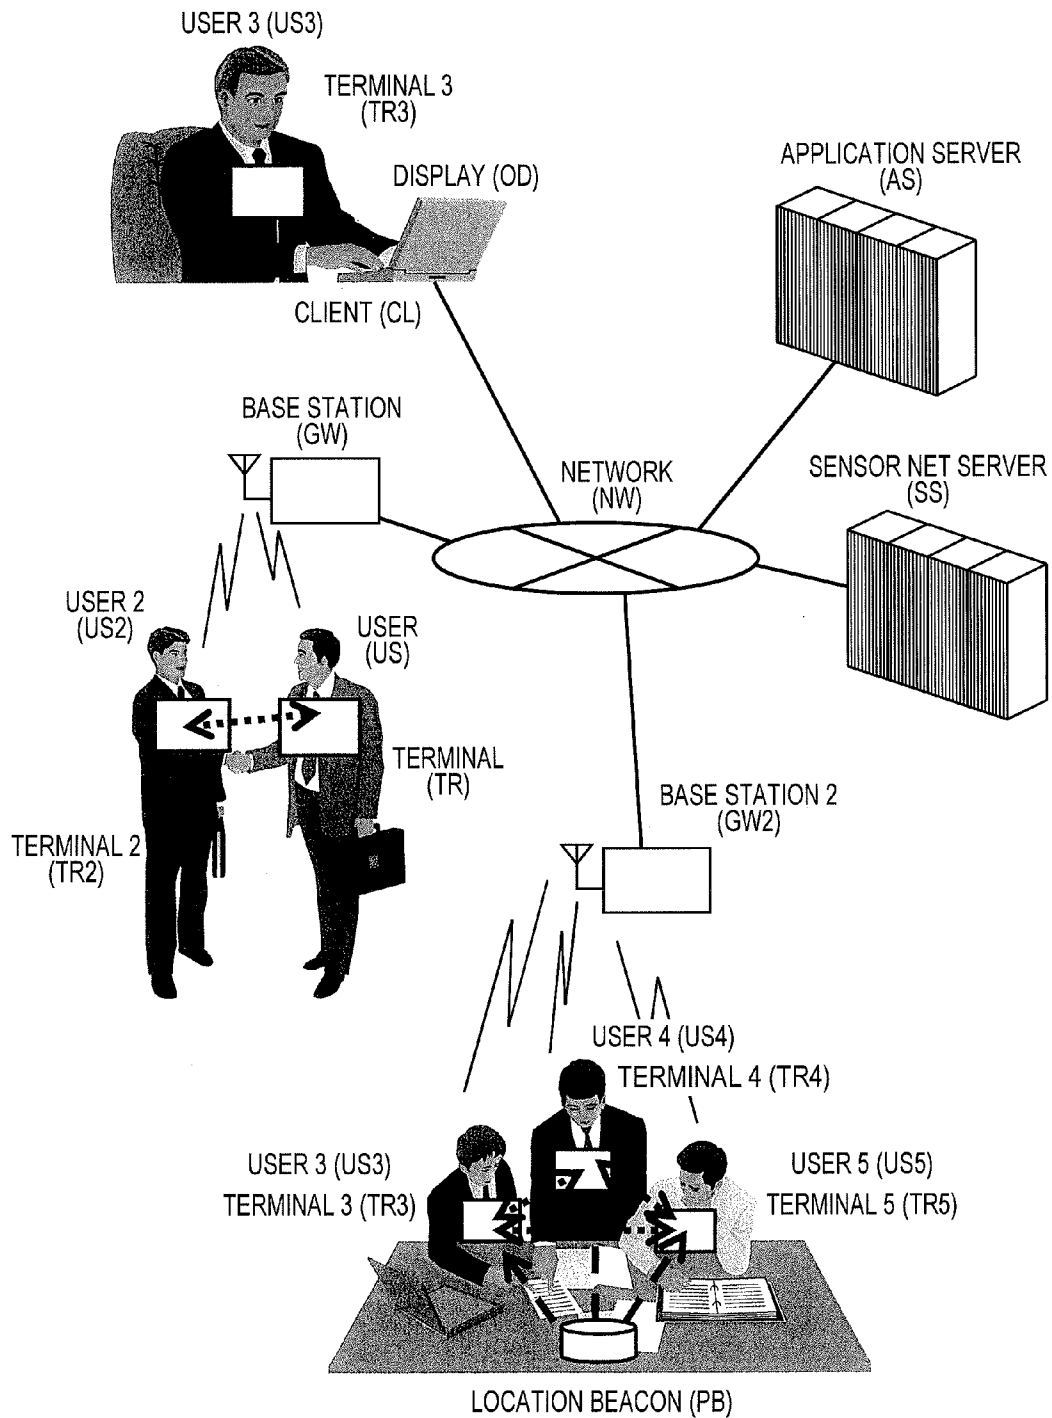 USER 3 (US3)
TERMINAL 3
(TR3)
DISPLAY (OD)
APPLICATION SERVER
(AS)
CLIENT (CL)
BASE STATION
(GW)
NETWORK
(NW)
SENSOR NET SERVER
(SS)
USER 2
(US2)
USER
(US)
TERMINAL
(TR)
TERMINAL 2
(TR2)
BASE STATION 2
(GW2)
USER 4 (US4)
TERMINAL 4 (TR4)
USER 3 (US3)
TERMINAL 3 (TR3)
USER 5 (US5)
TERMINAL 5 (TR5)
LOCATION BEACON (PB)